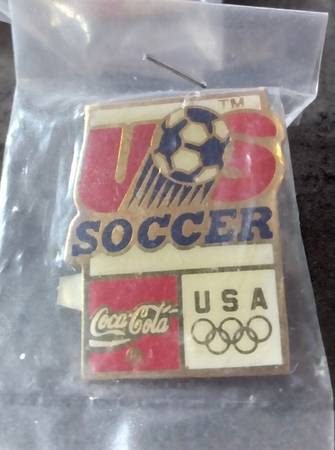 US TM
SOCCER
Coca-Cola
USA